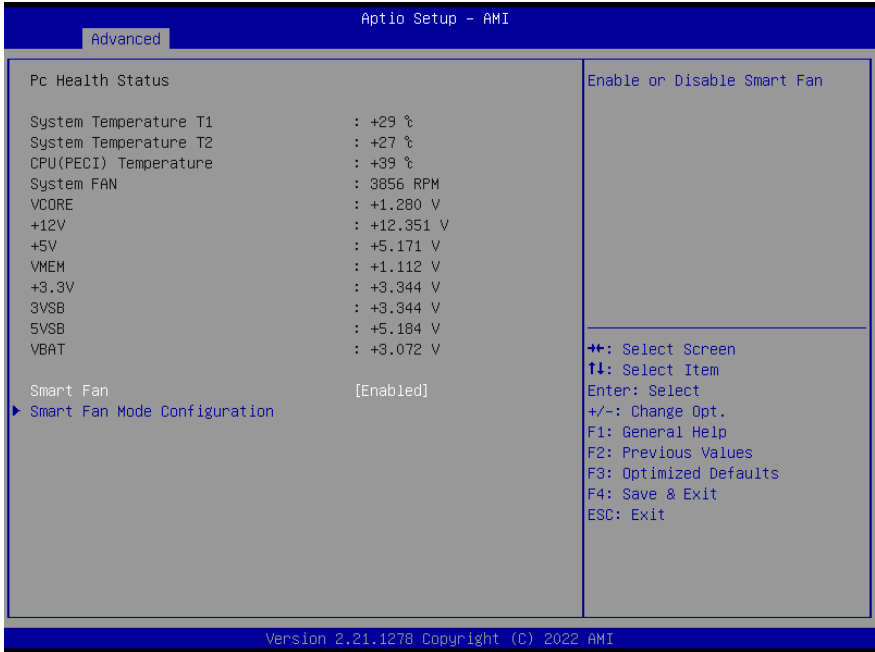 Aptio Setup – AMI
Advanced
Pc Health Status
System Temperature T1 : +29 ℃
System Temperature T2 : +27 ℃
CPU(PECI) Temperature : +39 ℃
System FAN : 3856 RPM
VCORE : +1.280 V
+12V : +12.351 V
+5V : +5.171 V
VMEM : +1.112 V
+3.3V : +3.344 V
3VSB : +3.344 V
5VSB : +5.184 V
VBAT : +3.072 V
Smart Fan [Enabled]
Smart Fan Mode Configuration
Enable or Disable Smart Fan
→←: Select Screen
↑↓: Select Item
Enter: Select
+/-: Change Opt.
F1: General Help
F2: Previous Values
F3: Optimized Defaults
F4: Save & Exit
ESC: Exit
Version 2.21.1278 Copyright (C) 2022 AMI